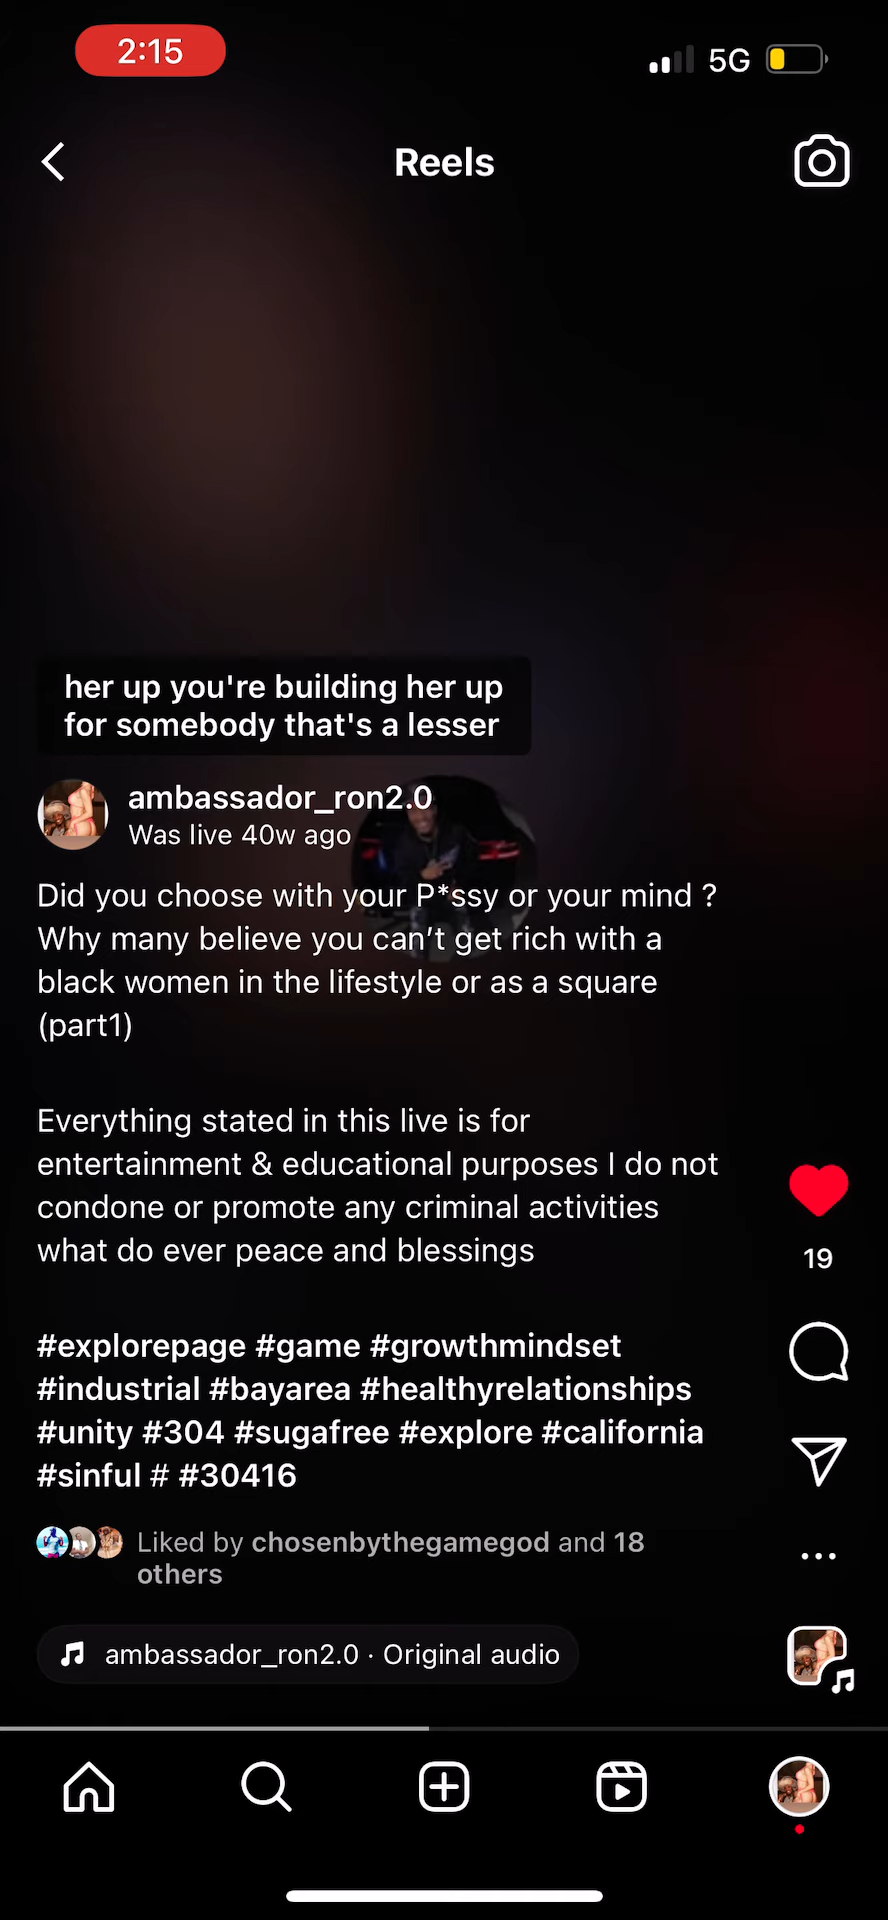 2:15
5G
Reels
her up you're building her up
for somebody that's a lesser
ambassador_ron2.0
Was live 40w ago
Did you choose with your P*ssy or your mind ?
Why many believe you can’t get rich with a
black women in the lifestyle or as a square
(part1)
Everything stated in this live is for
entertainment & educational purposes I do not
condone or promote any criminal activities
what do ever peace and blessings
#explorepage #game #growthmindset
#industrial #bayarea #healthyrelationships
#unity #304 #sugafree #explore #california
#sinful # #30416
19
Liked by chosenbythegamegod and 18
others
ambassador_ron2.0 · Original audio